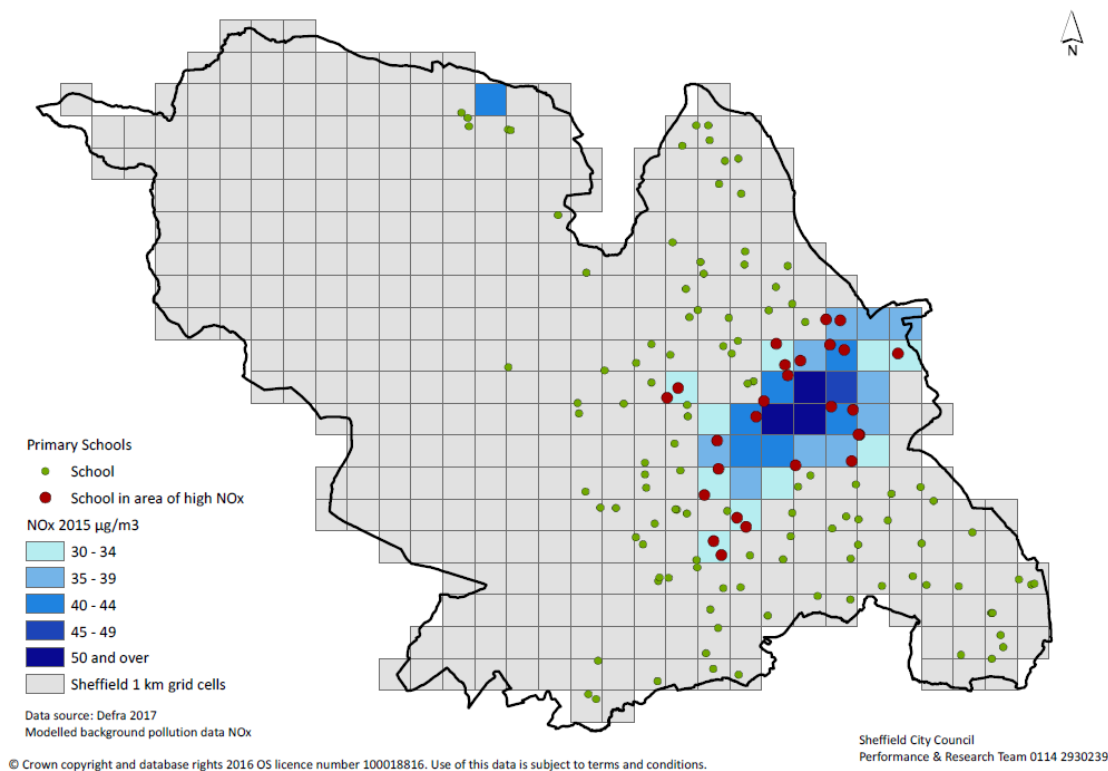 N
Primary Schools
School
School in area of high NOx
NOx 2015 µg/m3
30 - 34
35 - 39
40 - 44
45 - 49
50 and over
Sheffield 1 km grid cells
Data source: Defra 2017
Modelled background pollution data NOx
Sheffield City Council
Performance & Research Team 0114 2930239
© Crown copyright and database rights 2016 OS licence number 100018816. Use of this data is subject to terms and conditions.